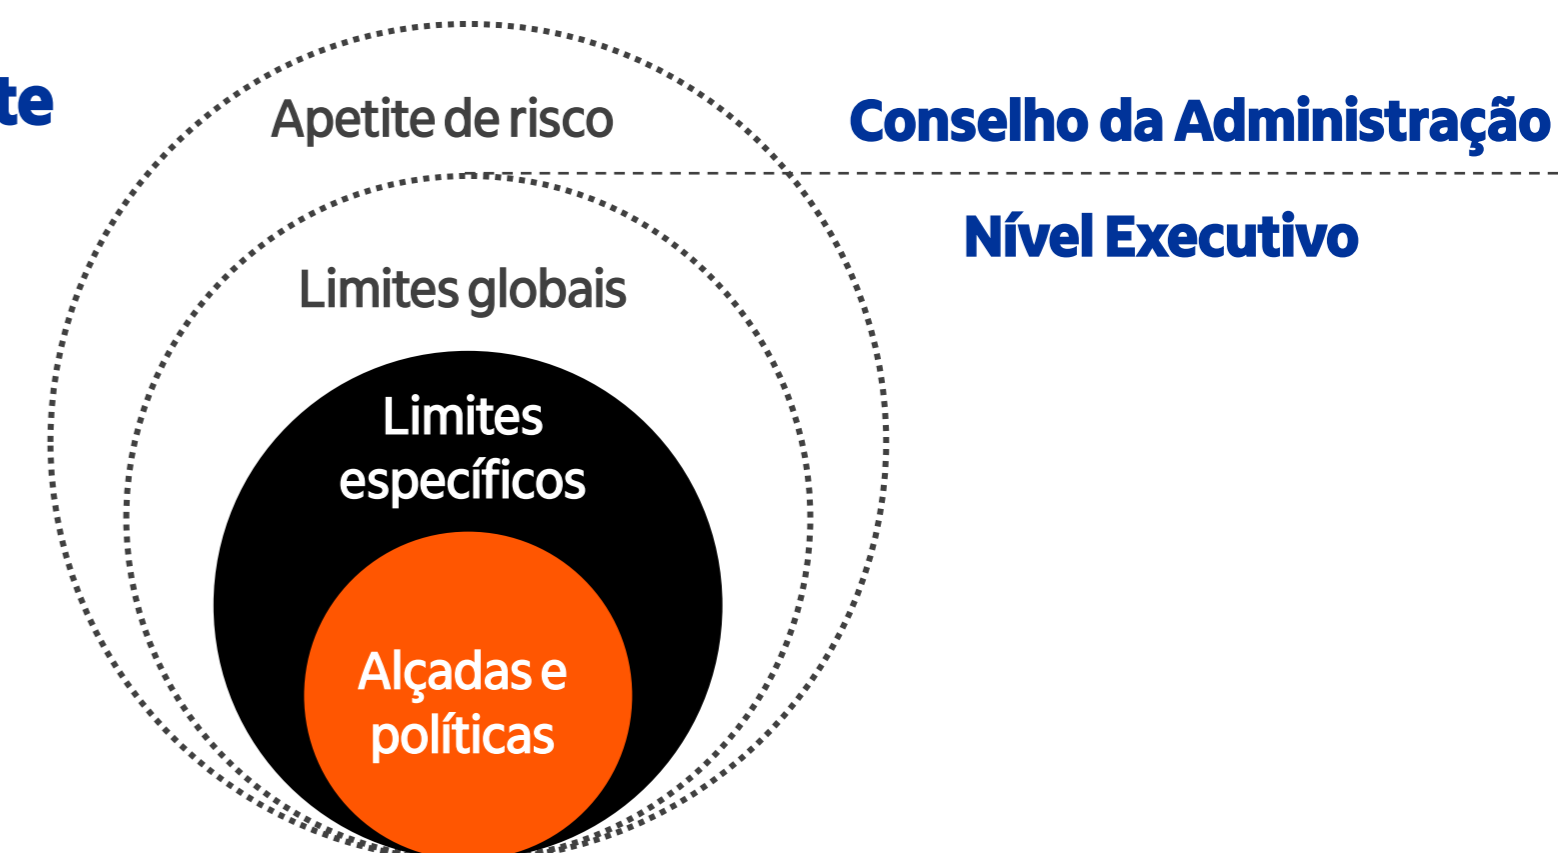 te
Apetite de risco
Conselho da Administração
Nível Executivo
Limites globais
Limites
específicos
Alçadas e
políticas